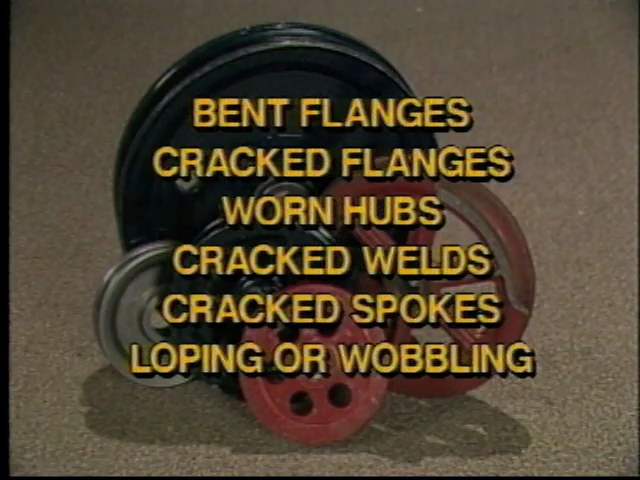 BENT FLANGES
CRACKED FLANGES
WORN HUBS
CRACKED WELDS
CRACKED SPOKES
LOPING OR WOBBLING